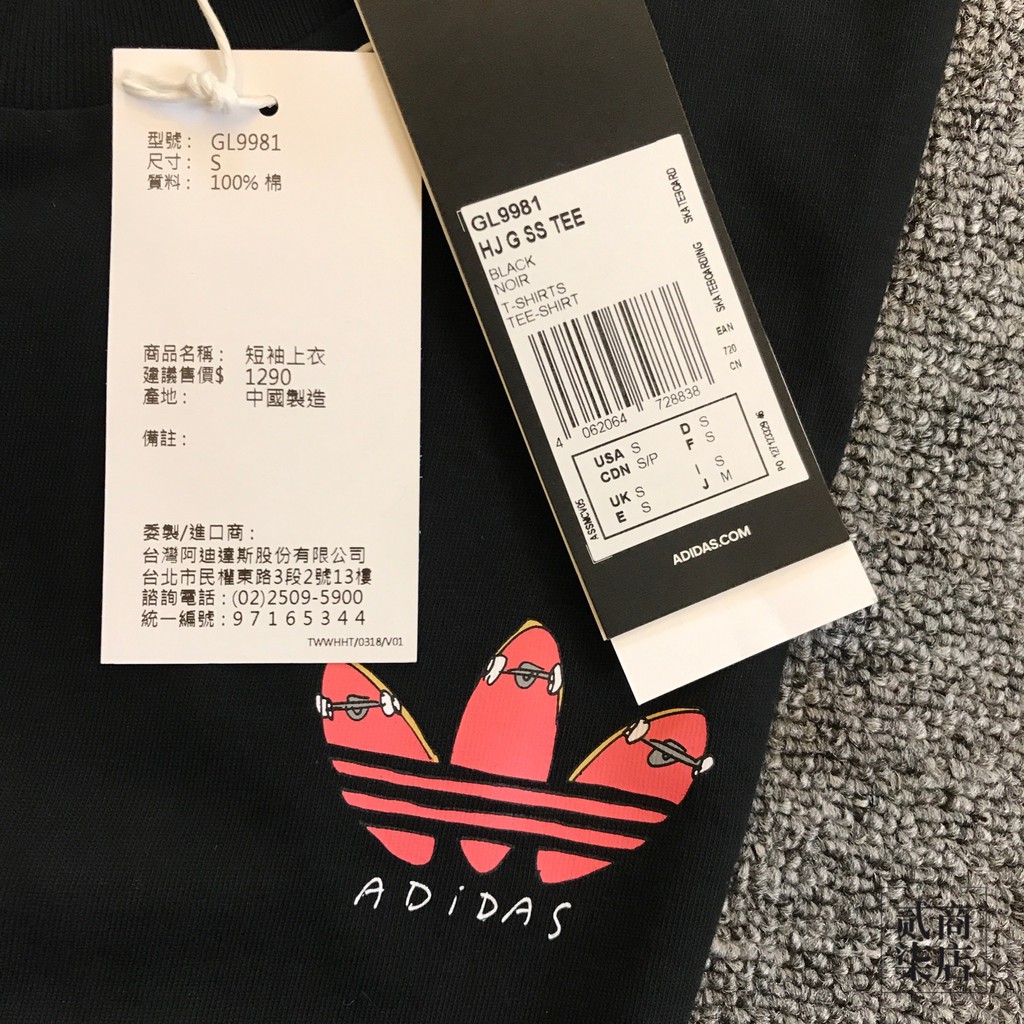 型號: GL9981
尺寸: S
質料: 100% 棉
商品名稱: 短袖上衣
建議售價$ 1290
產地: 中國製造
備註:
委製/進口商:
台灣阿迪達斯股份有限公司
台北市民權東路3段2號13樓
諮詢電話:(02)2509-5900
統一編號:97165344
TWWHHT/0318/V01
GL9981
HJ G SS TEE
BLACK
NOIR
T-SHIRTS
TEE-SHIRT
SKATEBOARDING SKATEBOARD
EAN
720
CN
4 062064 728838
USA S D S
CDN S/P F S
UK S I S
E S J M
ADIDAS.COM
ADiDAS
貳商
柒店